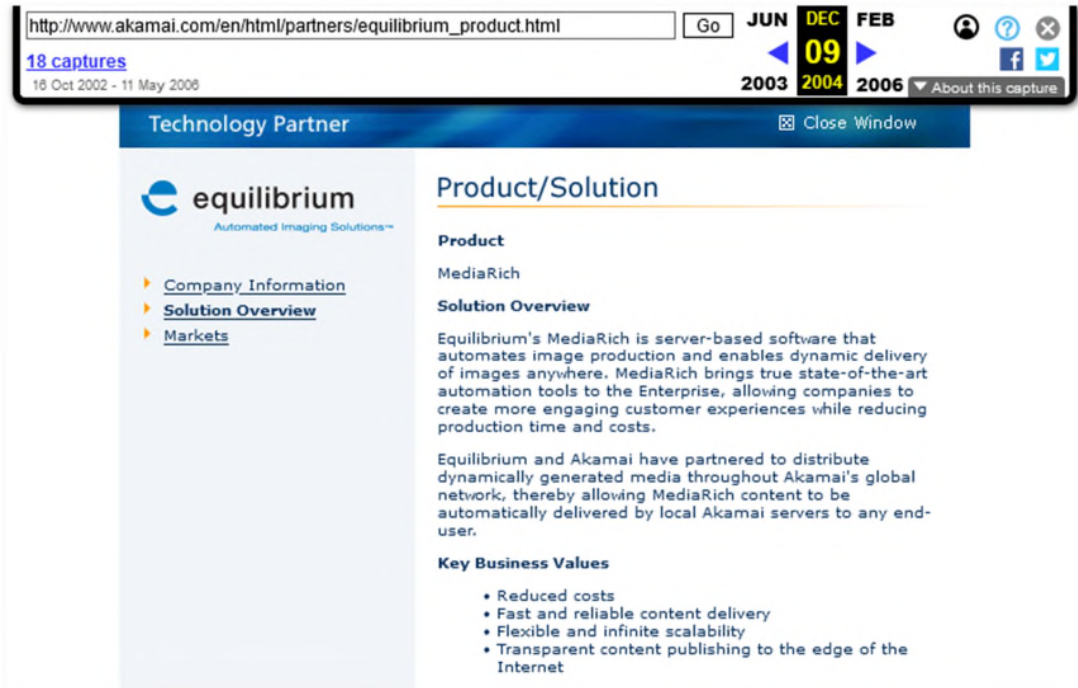 http://www.akamai.com/en/html/partners/equilibrium_product.html
Go
JUN DEC FEB
09
2003 2004 2006
18 captures
16 Oct 2002 - 11 May 2006
About this capture
Technology Partner
Close Window
equilibrium
Automated Imaging Solutions℠
Company Information
Solution Overview
Markets
Product/Solution
Product
MediaRich
Solution Overview
Equilibrium's MediaRich is server-based software that
automates image production and enables dynamic delivery
of images anywhere. MediaRich brings true state-of-the-art
automation tools to the Enterprise, allowing companies to
create more engaging customer experiences while reducing
production time and costs.
Equilibrium and Akamai have partnered to distribute
dynamically generated media throughout Akamai's global
network, thereby allowing MediaRich content to be
automatically delivered by local Akamai servers to any end-
user.
Key Business Values
• Reduced costs
• Fast and reliable content delivery
• Flexible and infinite scalability
• Transparent content publishing to the edge of the
Internet